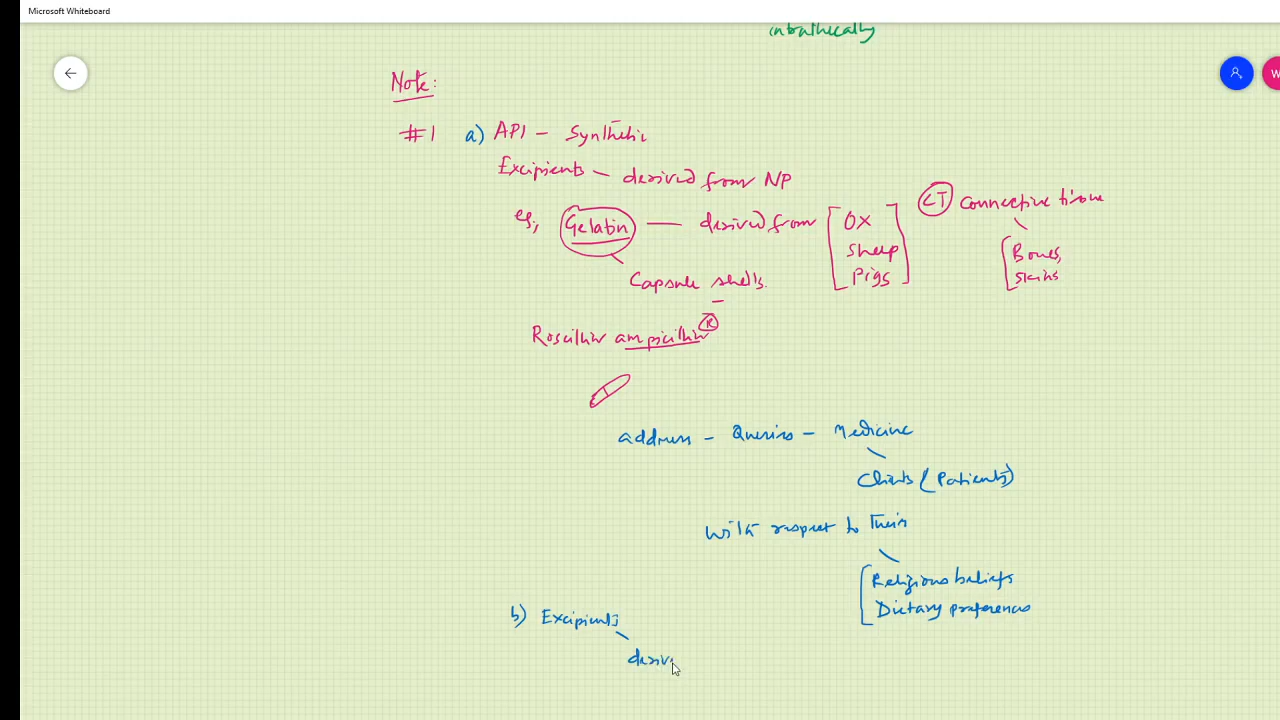 Microsoft Whiteboard
intrathecally
Note:
#1 a) API - Synthetic
Excipients - derived from NP
eg; Gelatin — derived from [OX
Sheep
Pigs]
CT Connective tissue
[Bones,
skins
Capsule shells.
Roscillin ampicillin ®
address - Queries - Medicine
Clients (Patients)
With respect to their
[Religious beliefs
Dietary preferences
b) Excipients
deriv
W